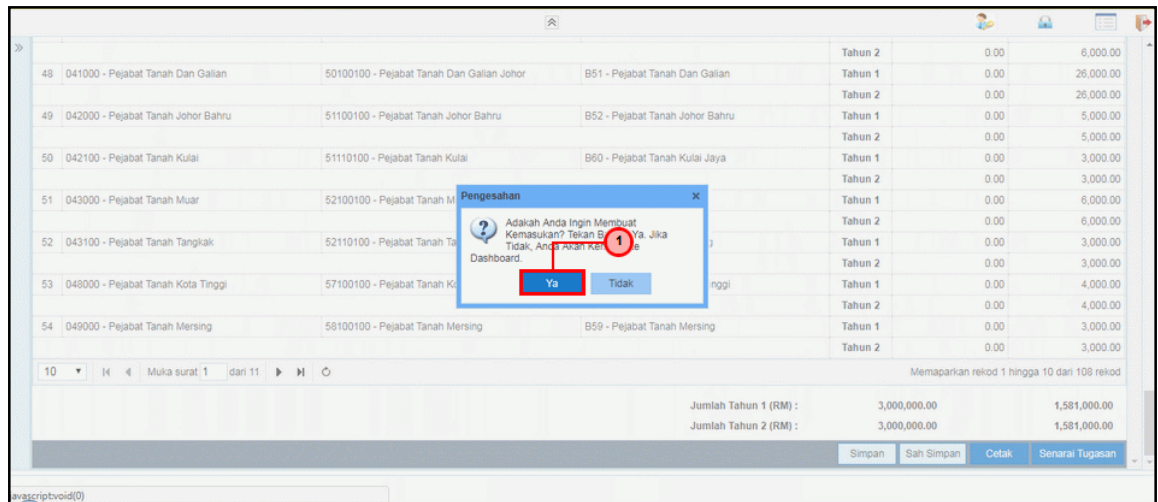 Tahun 2 0.00 6,000.00
48 041000 - Pejabat Tanah Dan Galian 50100100 - Pejabat Tanah Dan Galian Johor B51 - Pejabat Tanah Dan Galian Tahun 1 0.00 26,000.00
Tahun 2 0.00 26,000.00
49 042000 - Pejabat Tanah Johor Bahru 51100100 - Pejabat Tanah Johor Bahru B52 - Pejabat Tanah Johor Bahru Tahun 1 0.00 5,000.00
Tahun 2 0.00 5,000.00
50 042100 - Pejabat Tanah Kulai 51110100 - Pejabat Tanah Kulai B60 - Pejabat Tanah Kulai Jaya Tahun 1 0.00 3,000.00
Tahun 2 0.00 3,000.00
51 043000 - Pejabat Tanah Muar 52100100 - Pejabat Tanah M Tahun 1 0.00 6,000.00
Tahun 2 0.00 6,000.00
52 043100 - Pejabat Tanah Tangkak 52110100 - Pejabat Tanah Ta Tahun 1 0.00 3,000.00
Tahun 2 0.00 3,000.00
53 048000 - Pejabat Tanah Kota Tinggi 57100100 - Pejabat Tanah Ko nggi Tahun 1 0.00 4,000.00
Tahun 2 0.00 4,000.00
54 049000 - Pejabat Tanah Mersing 58100100 - Pejabat Tanah Mersing B59 - Pejabat Tanah Mersing Tahun 1 0.00 3,000.00
Tahun 2 0.00 3,000.00
Pengesahan x
Adakah Anda Ingin Membuat
Kemasukan? Tekan B Ya. Jika
Tidak, Anda Akan Ke e
Dashboard.
1
Ya Tidak
10 Muka surat 1 dari 11 Memaparkan rekod 1 hingga 10 dari 108 rekod
Jumlah Tahun 1 (RM) : 3,000,000.00 1,581,000.00
Jumlah Tahun 2 (RM) : 3,000,000.00 1,581,000.00
Simpan Sah Simpan Cetak Senarai Tugasan
avascript:void(0)